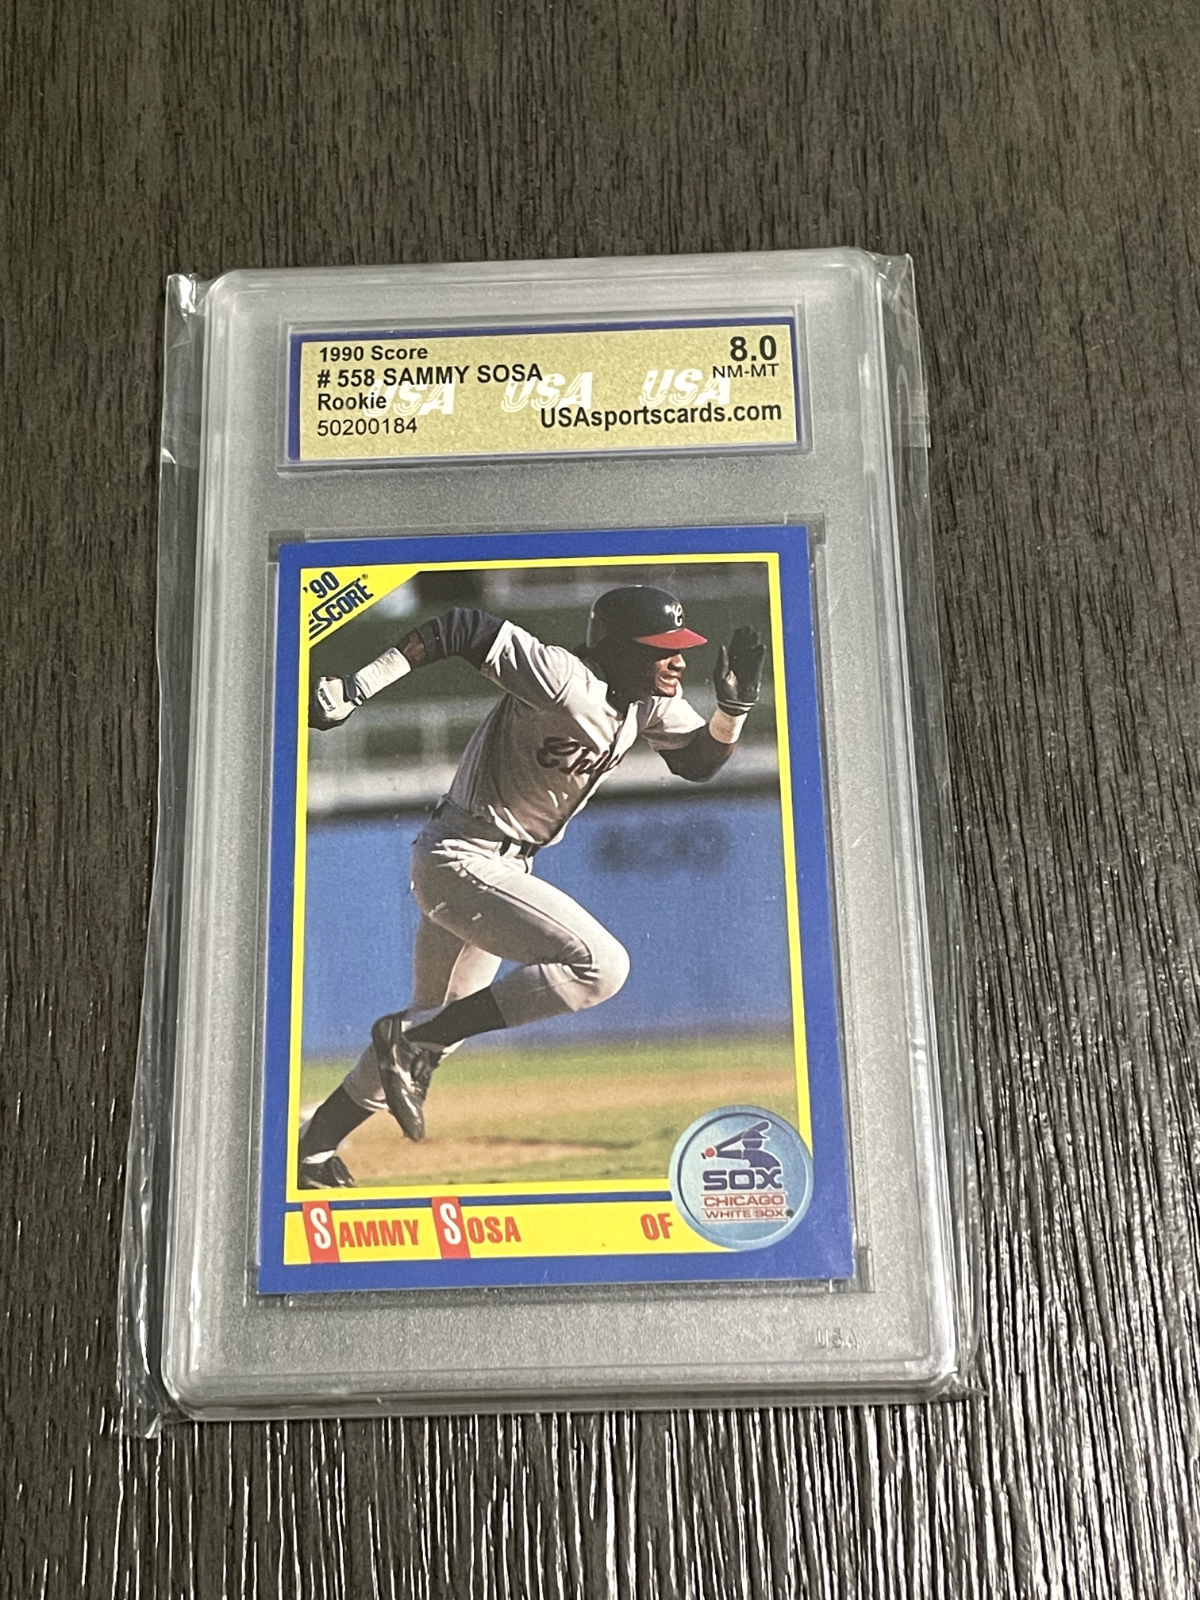 1990 Score
# 558 SAMMY SOSA
Rookie
50200184
8.0
NM-MT
USA USA USA
USAsportscards.com
'90
SCORE®
C
SOX
CHICAGO
WHITE SOX
SAMMY SOSA OF
USA